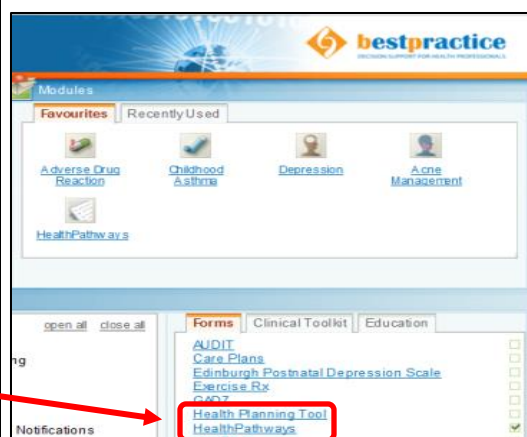 bestpractice
DECISION SUPPORT FOR HEALTH PROFESSIONALS
Modules
Favourites Recently Used
Adverse Drug Reaction
Childhood Asthma
Depression
Acne Management
HealthPathways
open all close all
ng
Notifications
Forms Clinical Toolkit Education
AUDIT
Care Plans
Edinburgh Postnatal Depression Scale
Exercise Rx
GAD7
Health Planning Tool
HealthPathways